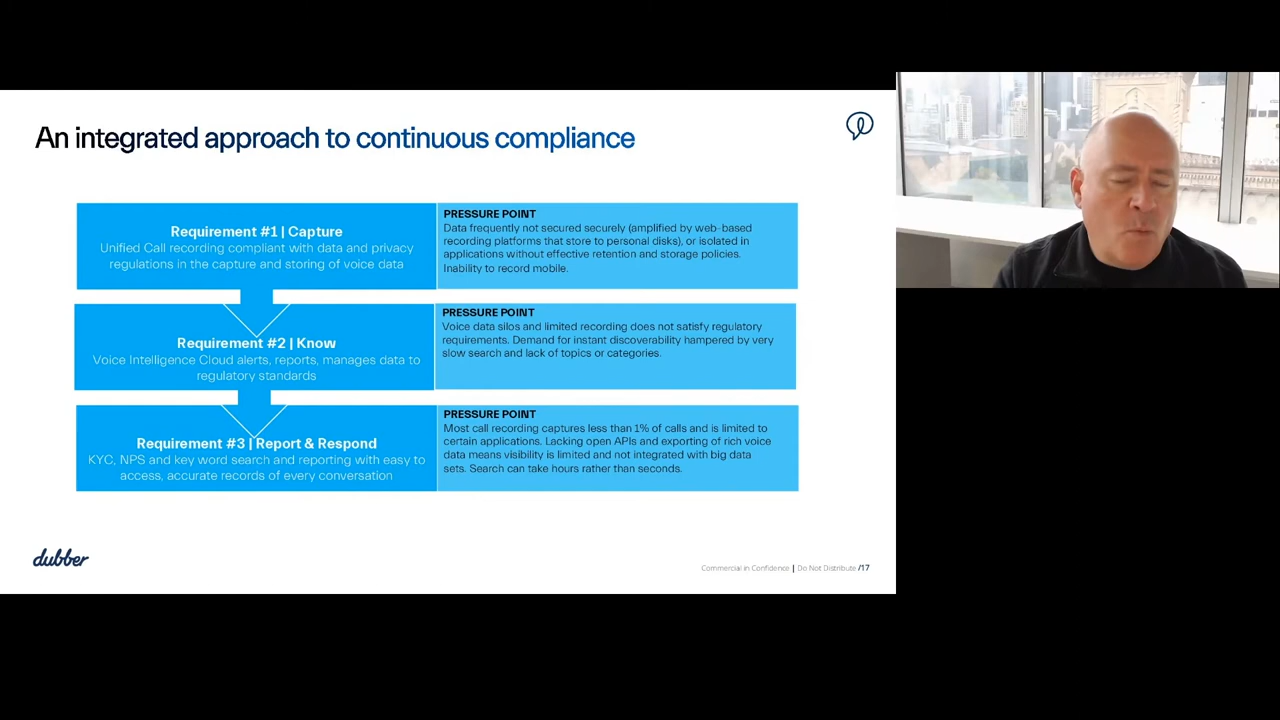 An integrated approach to continuous compliance
Requirement #1 | Capture
Unified Call recording compliant with data and privacy
regulations in the capture and storing of voice data
PRESSURE POINT
Data frequently not secured securely (amplified by web-based
recording platforms that store to personal disks), or isolated in
applications without effective retention and storage policies.
Inability to record mobile.
Requirement #2 | Know
Voice Intelligence Cloud alerts, reports, manages data to
regulatory standards
PRESSURE POINT
Voice data silos and limited recording does not satisfy regulatory
requirements. Demand for instant discoverability hampered by very
slow search and lack of topics or categories.
Requirement #3 | Report & Respond
KYC, NPS and key word search and reporting with easy to
access, accurate records of every conversation
PRESSURE POINT
Most call recording captures less than 1% of calls and is limited to
certain applications. Lacking open APIs and exporting of rich voice
data means visibility is limited and not integrated with big data
sets. Search can take hours rather than seconds.
dubber
Commercial in Confidence | Do Not Distribute /17